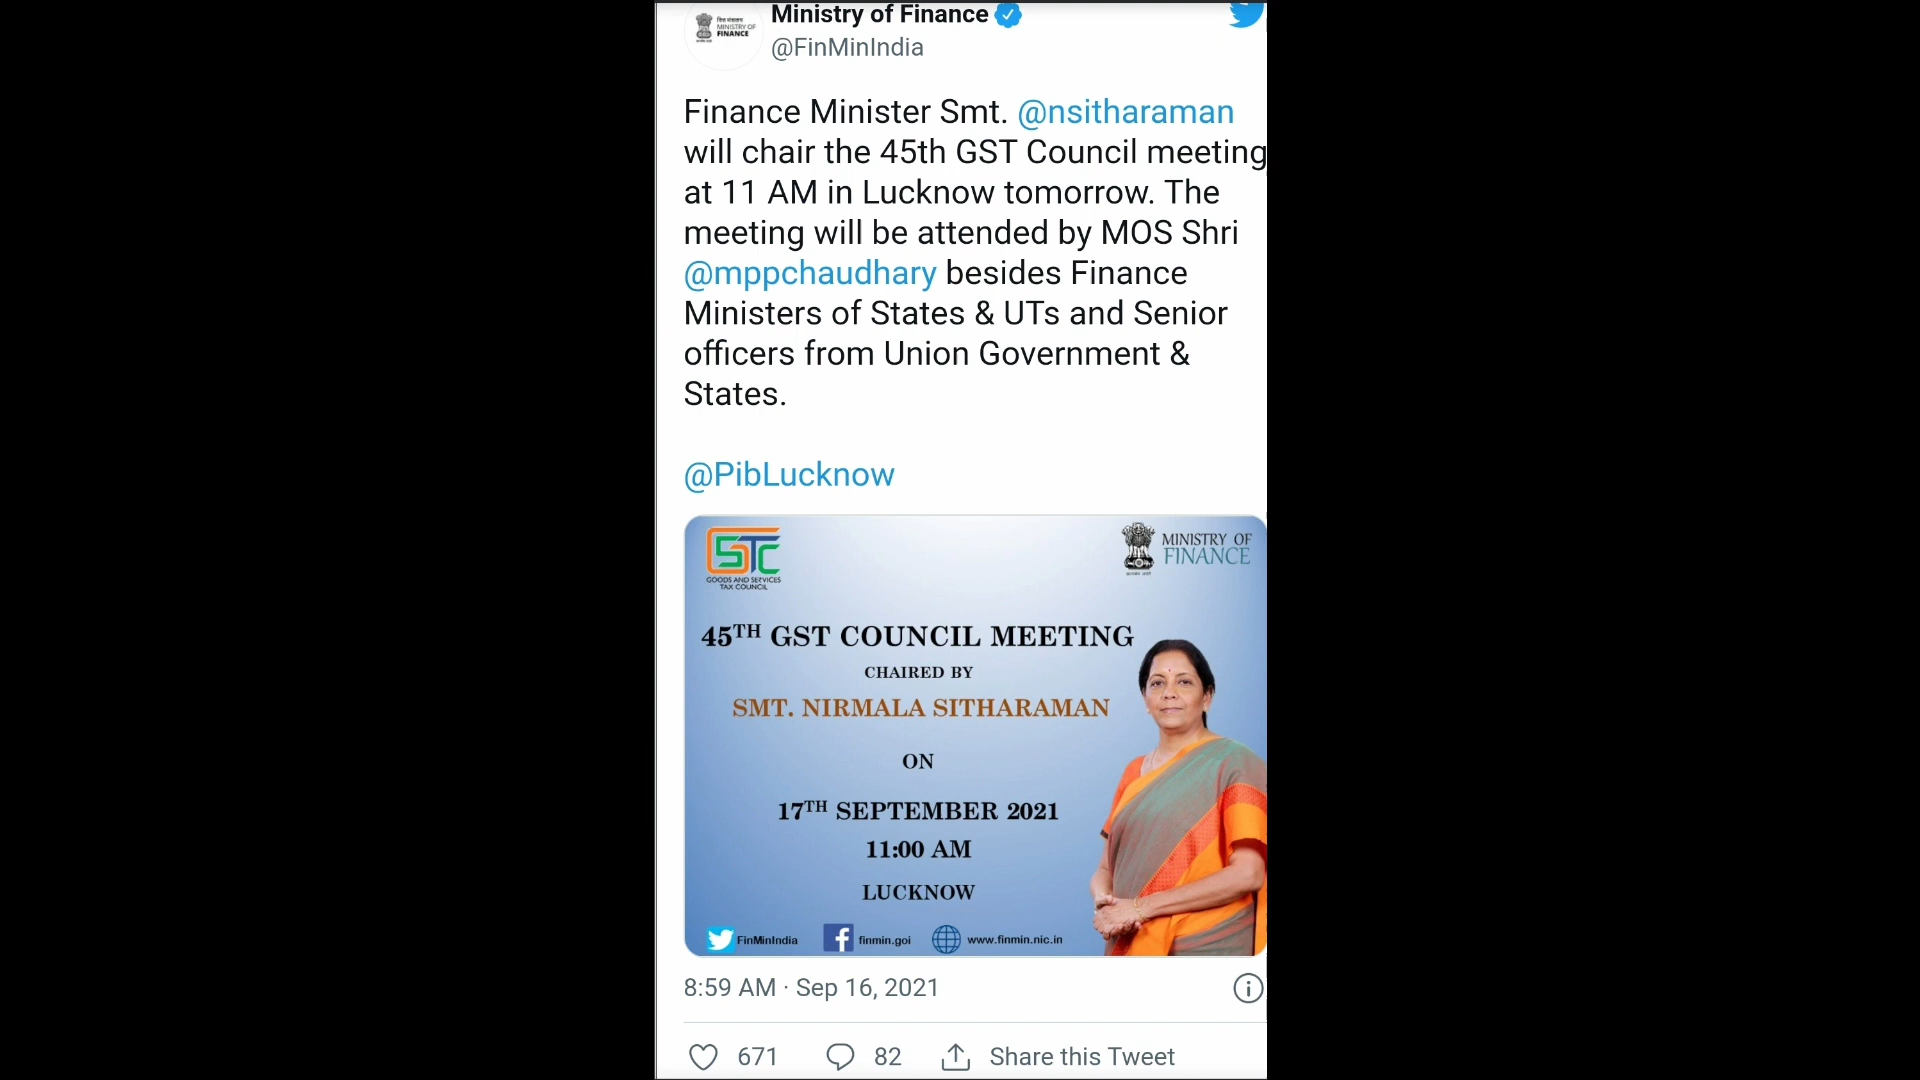 वित्त मंत्रालय
MINISTRY OF
FINANCE
Ministry of Finance
@FinMinIndia
Finance Minister Smt. @nsitharaman
will chair the 45th GST Council meeting
at 11 AM in Lucknow tomorrow. The
meeting will be attended by MOS Shri
@mppchaudhary besides Finance
Ministers of States & UTs and Senior
officers from Union Government &
States.
@PibLucknow
GSTC
GOODS AND SERVICES
TAX COUNCIL
MINISTRY OF
FINANCE
45TH GST COUNCIL MEETING
CHAIRED BY
SMT. NIRMALA SITHARAMAN
ON
17TH SEPTEMBER 2021
11:00 AM
LUCKNOW
FinMinIndia finmin.goi www.finmin.nic.in
8:59 AM · Sep 16, 2021
671 82 Share this Tweet